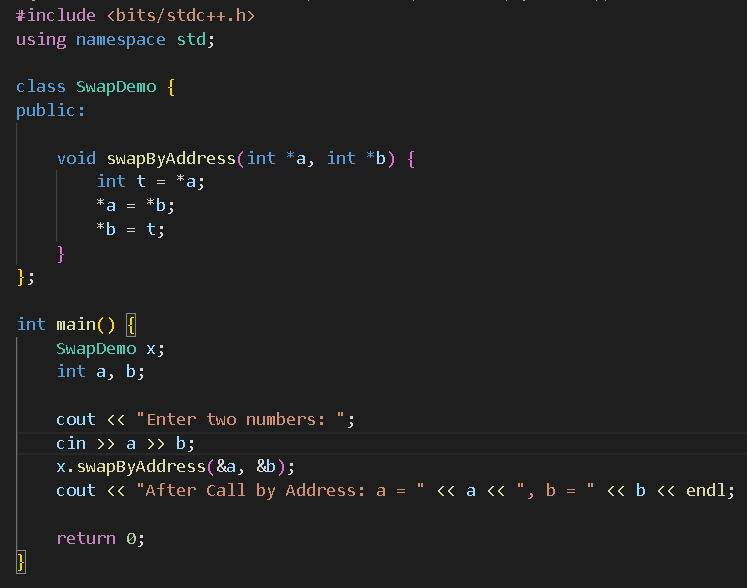 #include <bits/stdc++.h>
using namespace std;

class SwapDemo {
public:

    void swapByAddress(int *a, int *b) {
        int t = *a;
        *a = *b;
        *b = t;
    }
};

int main() {
    SwapDemo x;
    int a, b;

    cout << "Enter two numbers: ";
    cin >> a >> b;
    x.swapByAddress(&a, &b);
    cout << "After Call by Address: a = " << a << ", b = " << b << endl;

    return 0;
}